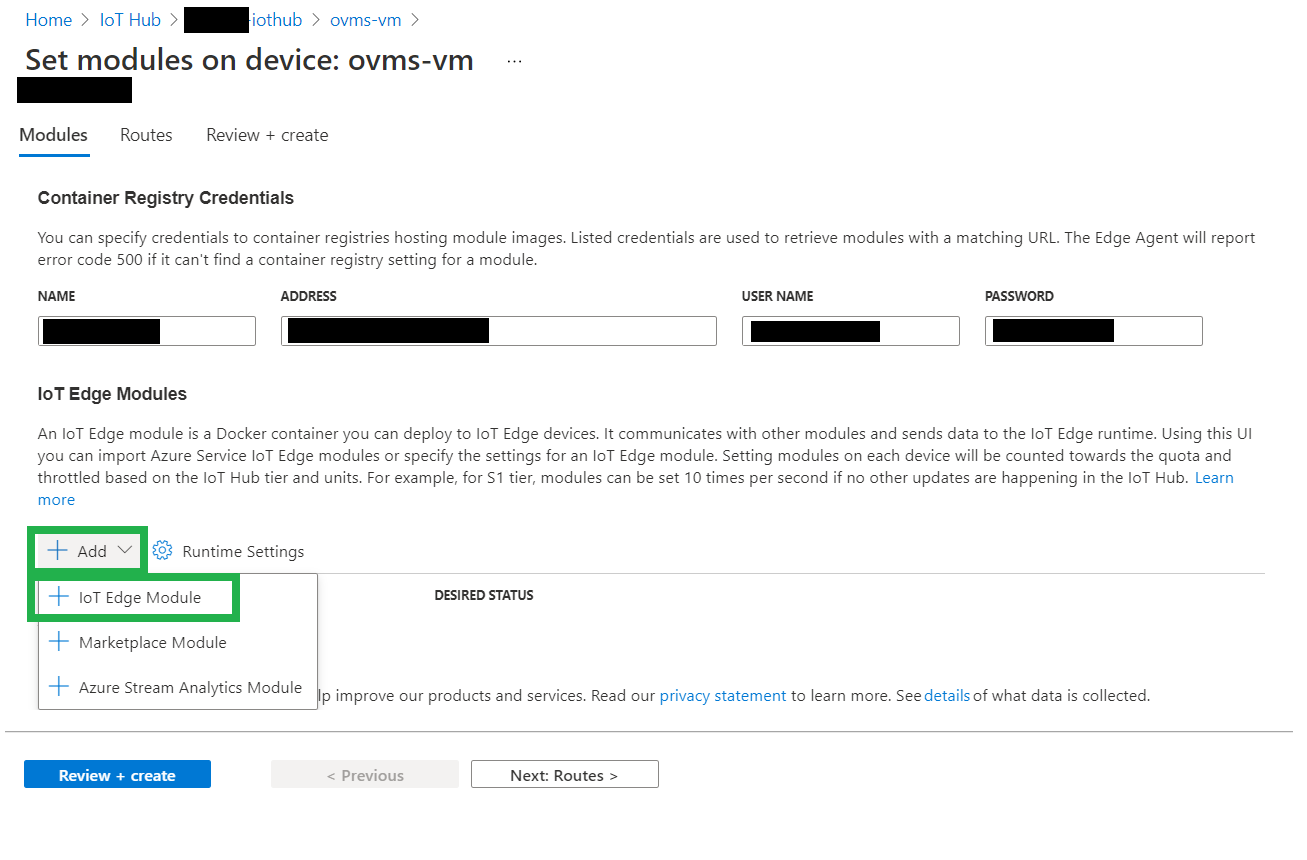 Home > IoT Hub > -iothub > ovms-vm >
Set modules on device: ovms-vm ...
Modules Routes Review + create
Container Registry Credentials
You can specify credentials to container registries hosting module images. Listed credentials are used to retrieve modules with a matching URL. The Edge Agent will report
error code 500 if it can't find a container registry setting for a module.
NAME ADDRESS USER NAME PASSWORD
IoT Edge Modules
An IoT Edge module is a Docker container you can deploy to IoT Edge devices. It communicates with other modules and sends data to the IoT Edge runtime. Using this UI
you can import Azure Service IoT Edge modules or specify the settings for an IoT Edge module. Setting modules on each device will be counted towards the quota and
throttled based on the IoT Hub tier and units. For example, for S1 tier, modules can be set 10 times per second if no other updates are happening in the IoT Hub. Learn
more
+ Add Runtime Settings
+ IoT Edge Module DESIRED STATUS
+ Marketplace Module
+ Azure Stream Analytics Module lp improve our products and services. Read our privacy statement to learn more. See details of what data is collected.
Review + create < Previous Next: Routes >